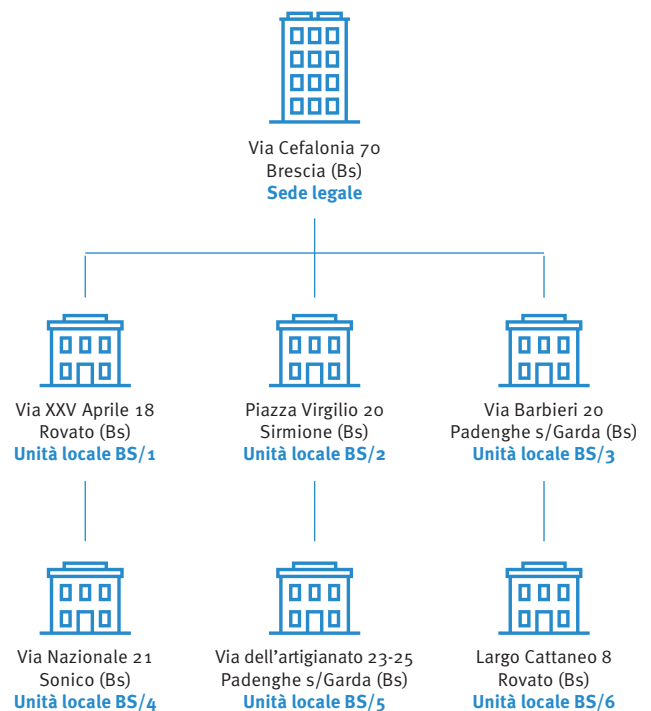 Via Cefalonia 70
Brescia (Bs)
Sede legale
Via XXV Aprile 18
Rovato (Bs)
Unità locale BS/1
Piazza Virgilio 20
Sirmione (Bs)
Unità locale BS/2
Via Barbieri 20
Padenghe s/Garda (Bs)
Unità locale BS/3
Via Nazionale 21
Sonico (Bs)
Unità locale BS/4
Via dell’artigianato 23-25
Padenghe s/Garda (Bs)
Unità locale BS/5
Largo Cattaneo 8
Rovato (Bs)
Unità locale BS/6